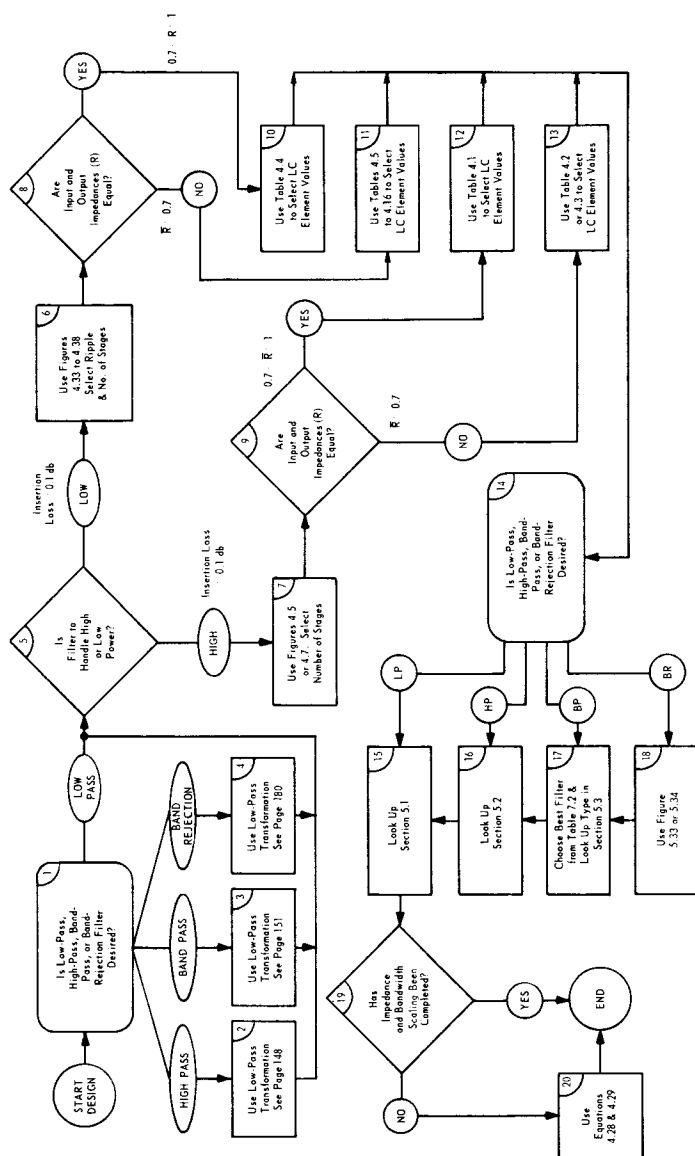 START
DESIGN
1
Is Low-Pass,
High-Pass, Band-
Pass, or Band-
Rejection Filter
Desired?
LOW
PASS
HIGH PASS
BAND PASS
BAND
REJECTION
2
Use Low-Pass
Transformation
See Page 148
3
Use Low-Pass
Transformation
See Page 151
4
Use Low-Pass
Transformation
See Page 180
5
Is
Filter to
Handle High
or Low
Power?
Insertion
Loss · 0.1 db
LOW
HIGH
Insertion Loss
· 0.1 db
6
Use Figures
4.33 to 4.38
Select Ripple
& No. of Stages
7
Use Figures 4.5
or 4.7. Select
Number of Stages
8
Are
Input and
Output
Impedances (R)
Equal?
YES
0.7 · R · 1
NO
R · 0.7
9
Are
Input and
Output
Impedances (R)
Equal?
YES
0.7 · R · 1
NO
R · 0.7
10
Use Table 4.4
to Select LC
Element Values
11
Use Tables 4.5
to 4.16 to Select
LC Element Values
12
Use Table 4.1
to Select LC
Element Values
13
Use Table 4.2
or 4.3 to Select
LC Element Values
14
Is Low-Pass,
High-Pass, Band-
Pass, or Band-
Rejection Filter
Desired?
LP
HP
BP
BR
15
Look Up
Section 5.1
16
Look Up
Section 5.2
17
Choose Best Filter
from Table 7.2 &
Look Up Type in
Section 5.3
18
Use Figure
5.33 or 5.34
19
Has
Impedance
and Bandwidth
Scaling Been
Completed?
YES
NO
20
Use
Equations
4.28 & 4.29
END